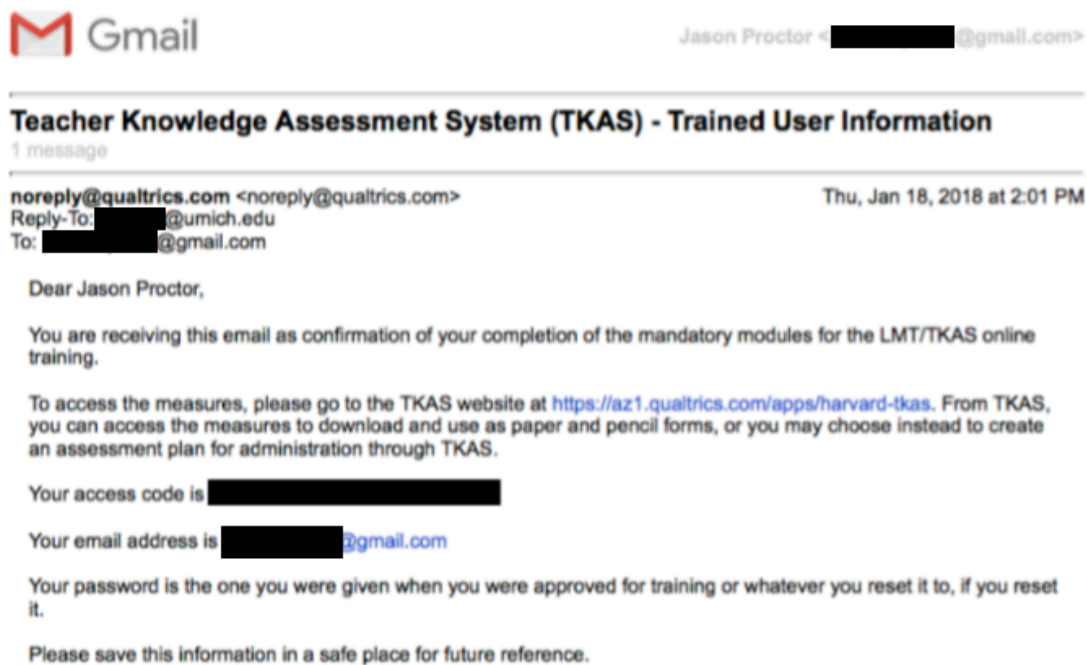 Gmail
Jason Proctor < @gmail.com>
Teacher Knowledge Assessment System (TKAS) - Trained User Information
1 message
noreply@qualtrics.com <noreply@qualtrics.com> Thu, Jan 18, 2018 at 2:01 PM
Reply-To: @umich.edu
To: @gmail.com
Dear Jason Proctor,
You are receiving this email as confirmation of your completion of the mandatory modules for the LMT/TKAS online
training.
To access the measures, please go to the TKAS website at https://az1.qualtrics.com/apps/harvard-tkas. From TKAS,
you can access the measures to download and use as paper and pencil forms, or you may choose instead to create
an assessment plan for administration through TKAS.
Your access code is
Your email address is @gmail.com
Your password is the one you were given when you were approved for training or whatever you reset it to, if you reset
it.
Please save this information in a safe place for future reference.